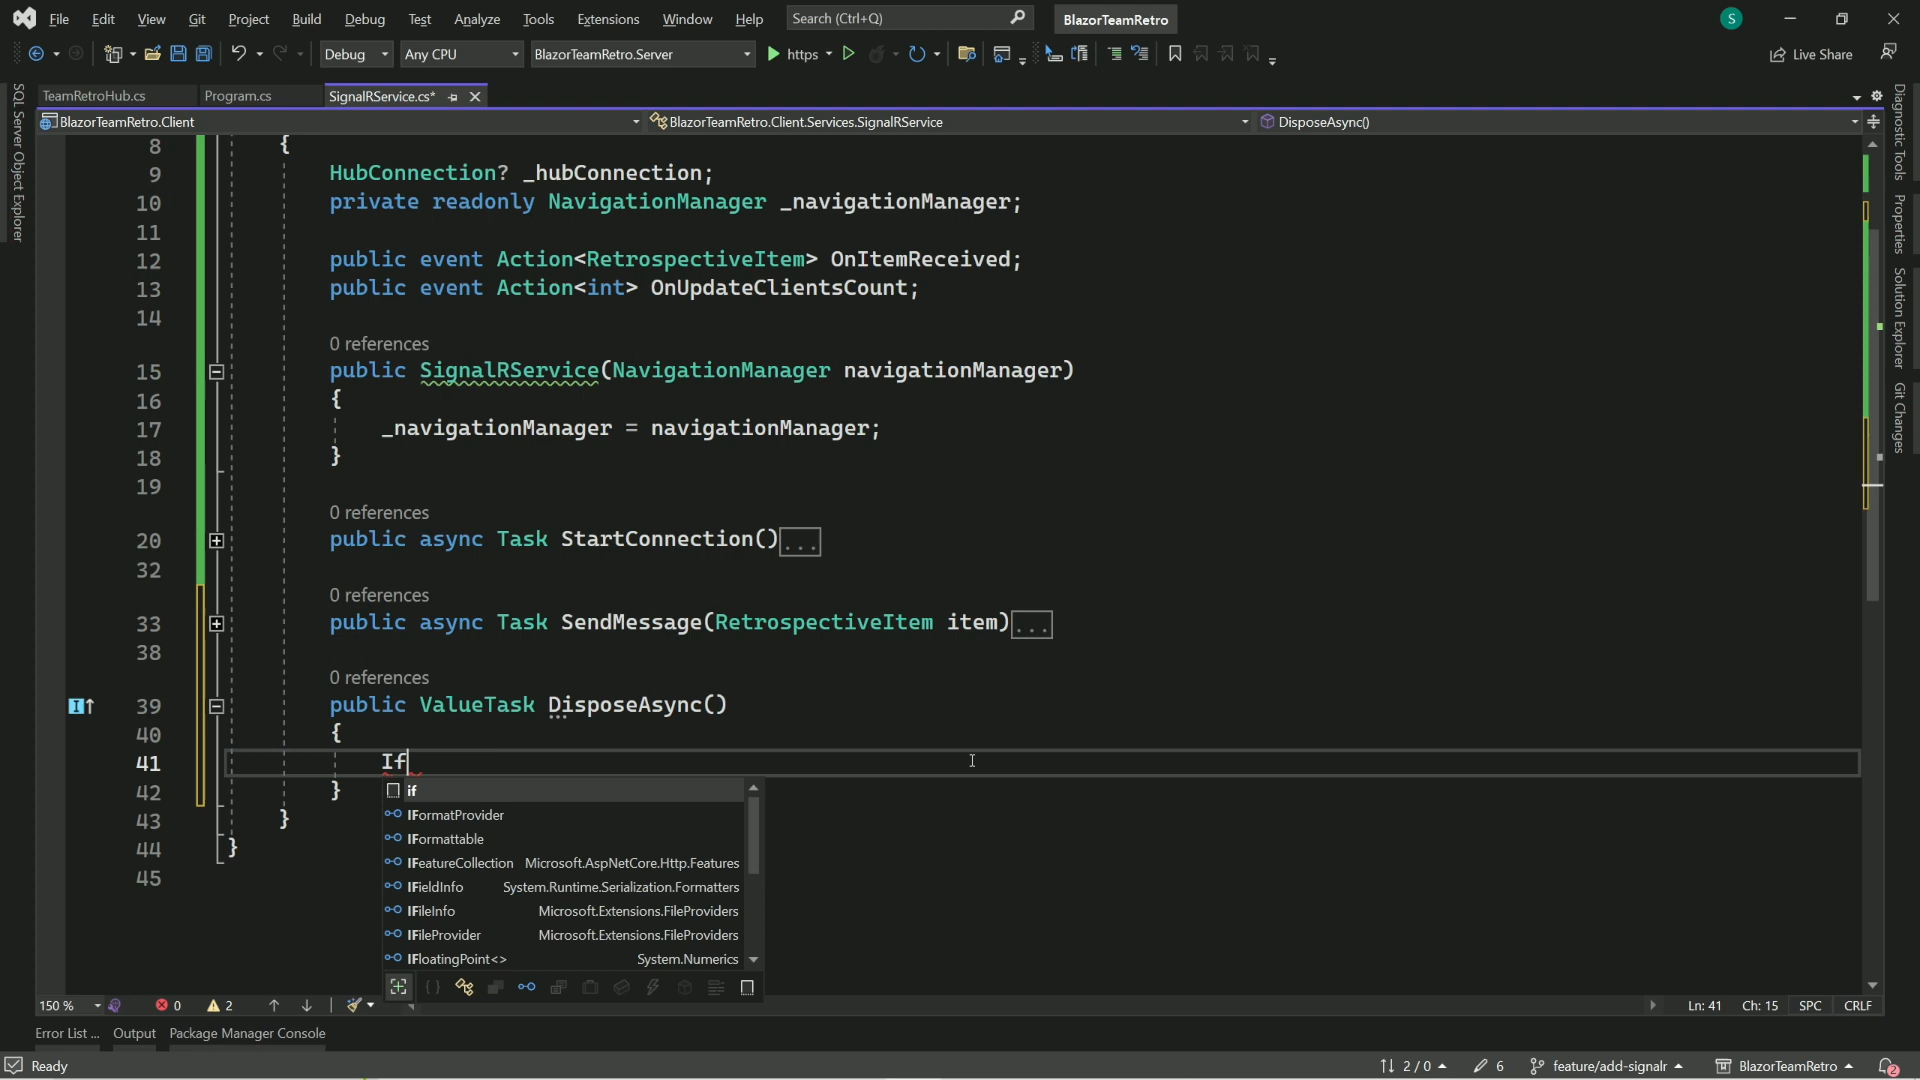 File Edit View Git Project Build Debug Test Analyze Tools Extensions Window Help Search (Ctrl+Q) BlazorTeamRetro S
Debug Any CPU BlazorTeamRetro.Server https Live Share
TeamRetroHub.cs Program.cs SignalRService.cs*
BlazorTeamRetro.Client BlazorTeamRetro.Client.Services.SignalRService DisposeAsync()
SQL Server Object Explorer
Diagnostic Tools
Properties
Solution Explorer
Git Changes
8 {
9 HubConnection? _hubConnection;
10 private readonly NavigationManager _navigationManager;
11
12 public event Action<RetrospectiveItem> OnItemReceived;
13 public event Action<int> OnUpdateClientsCount;
14
0 references
15 public SignalRService(NavigationManager navigationManager)
16 {
17 _navigationManager = navigationManager;
18 }
19
0 references
20 public async Task StartConnection()...
32
0 references
33 public async Task SendMessage(RetrospectiveItem item)...
38
0 references
39 public ValueTask DisposeAsync()
40 {
41 If
42 }
43 }
44 }
45
if
IFormatProvider
IFormattable
IFeatureCollection Microsoft.AspNetCore.Http.Features
IFieldInfo System.Runtime.Serialization.Formatters
IFileInfo Microsoft.Extensions.FileProviders
IFileProvider Microsoft.Extensions.FileProviders
IFloatingPoint<> System.Numerics
150 % 0 2 Ln: 41 Ch: 15 SPC CRLF
Error List ... Output Package Manager Console
Ready 2 / 0 6 feature/add-signalr BlazorTeamRetro 2